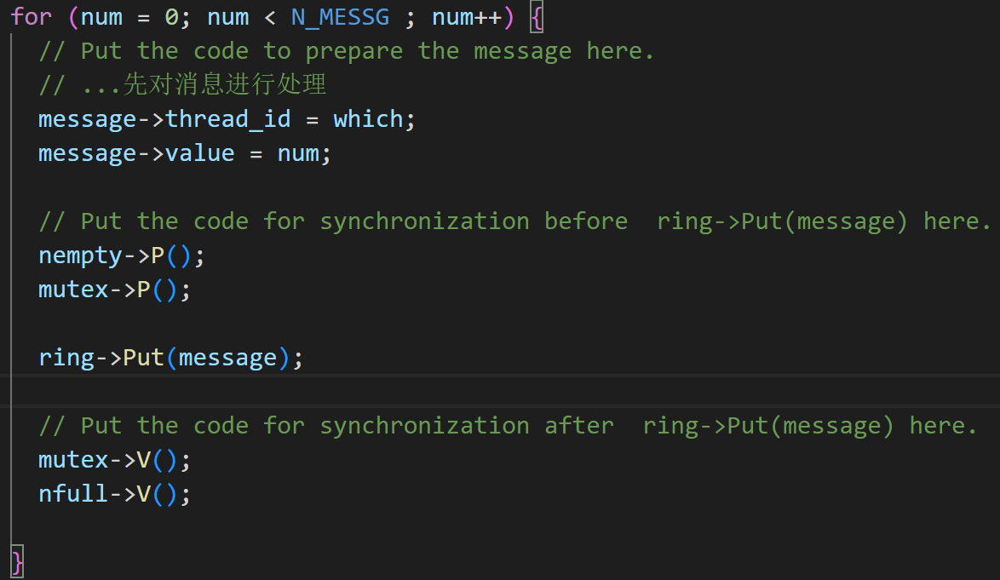 for (num = 0; num < N_MESSG ; num++) {
// Put the code to prepare the message here.
// ...先对消息进行处理
message->thread_id = which;
message->value = num;
// Put the code for synchronization before  ring->Put(message) here.
nempty->P();
mutex->P();
ring->Put(message);
// Put the code for synchronization after  ring->Put(message) here.
mutex->V();
nfull->V();
}